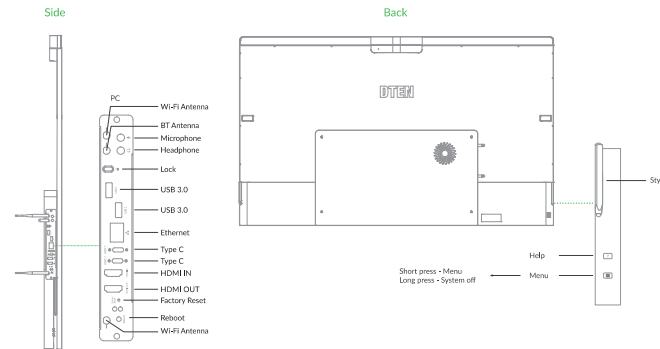 Side
Back
PC
Wi-Fi Antenna
BT Antenna
Microphone
Headphone
Lock
USB 3.0
USB 3.0
Ethernet
Type C
Type C
HDMI IN
HDMI OUT
Factory Reset
Reboot
Wi-Fi Antenna
DTEN
Sty
Help
Menu
Short press - Menu
Long press - System off